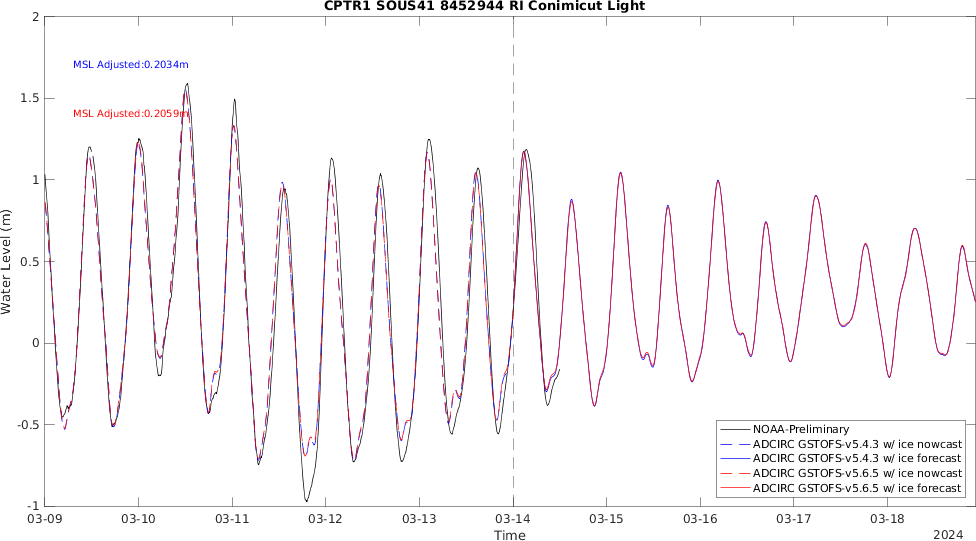 CPTR1 SOUS41 8452944 RI Conimicut Light
2
1.5
1
0.5
0
-0.5
-1
Water Level (m)
MSL Adjusted:0.2034m
MSL Adjusted:0.2059m
NOAA-Preliminary
ADCIRC GSTOFS-v5.4.3 w/ ice nowcast
ADCIRC GSTOFS-v5.4.3 w/ ice forecast
ADCIRC GSTOFS-v5.6.5 w/ ice nowcast
ADCIRC GSTOFS-v5.6.5 w/ ice forecast
03-09 03-10 03-11 03-12 03-13 03-14 03-15 03-16 03-17 03-18
Time
2024